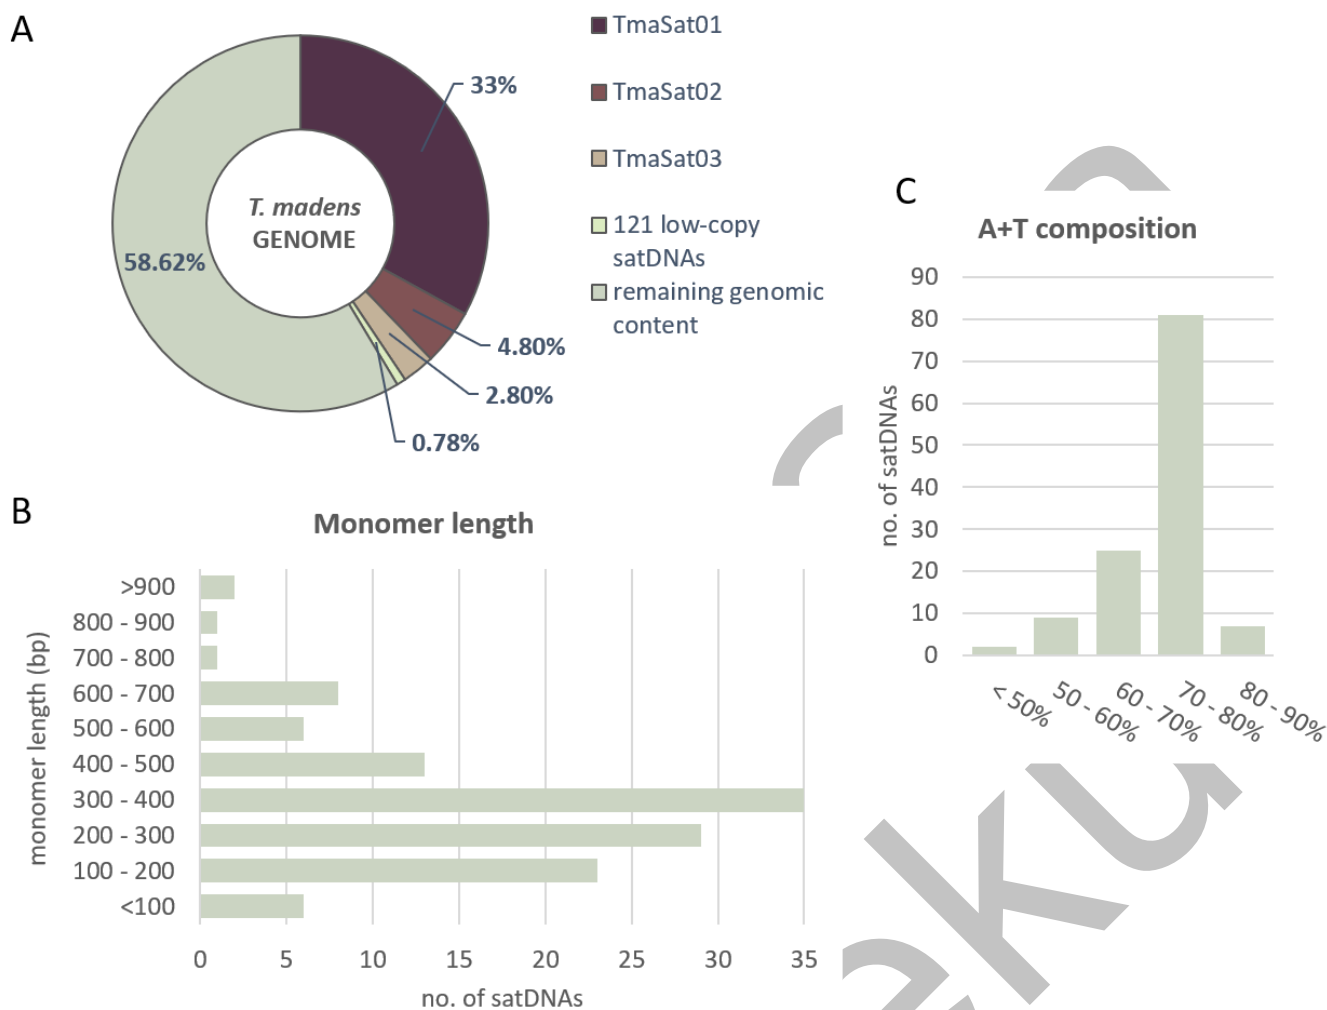 A
TmaSat01
33%
TmaSat02
TmaSat03
T. madens
GENOME
121 low-copy
satDNAs
58.62%
remaining genomic
content
4.80%
2.80%
0.78%
B
Monomer length
monomer length (bp)
>900
800 - 900
700 - 800
600 - 700
500 - 600
400 - 500
300 - 400
200 - 300
100 - 200
<100
0 5 10 15 20 25 30 35
no. of satDNAs
C
A+T composition
no. of satDNAs
90
80
70
60
50
40
30
20
10
0
< 50% 50 - 60% 60 - 70% 70 - 80% 80 - 90%